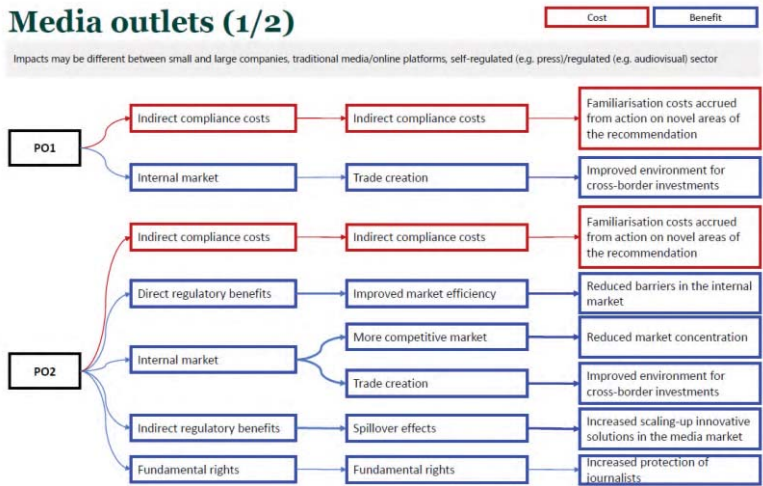 Media outlets (1/2)
Cost
Benefit
Impacts may be different between small and large companies, traditional media/online platforms, self-regulated (e.g. press)/regulated (e.g. audiovisual) sector
PO1
Indirect compliance costs
Indirect compliance costs
Familiarisation costs accrued
from action on novel areas of
the recommendation
Internal market
Trade creation
Improved environment for
cross-border investments
PO2
Indirect compliance costs
Indirect compliance costs
Familiarisation costs accrued
from action on novel areas of
the recommendation
Direct regulatory benefits
Improved market efficiency
Reduced barriers in the internal
market
Internal market
More competitive market
Reduced market concentration
Trade creation
Improved environment for
cross-border investments
Indirect regulatory benefits
Spillover effects
Increased scaling-up innovative
solutions in the media market
Fundamental rights
Fundamental rights
Increased protection of
journalists